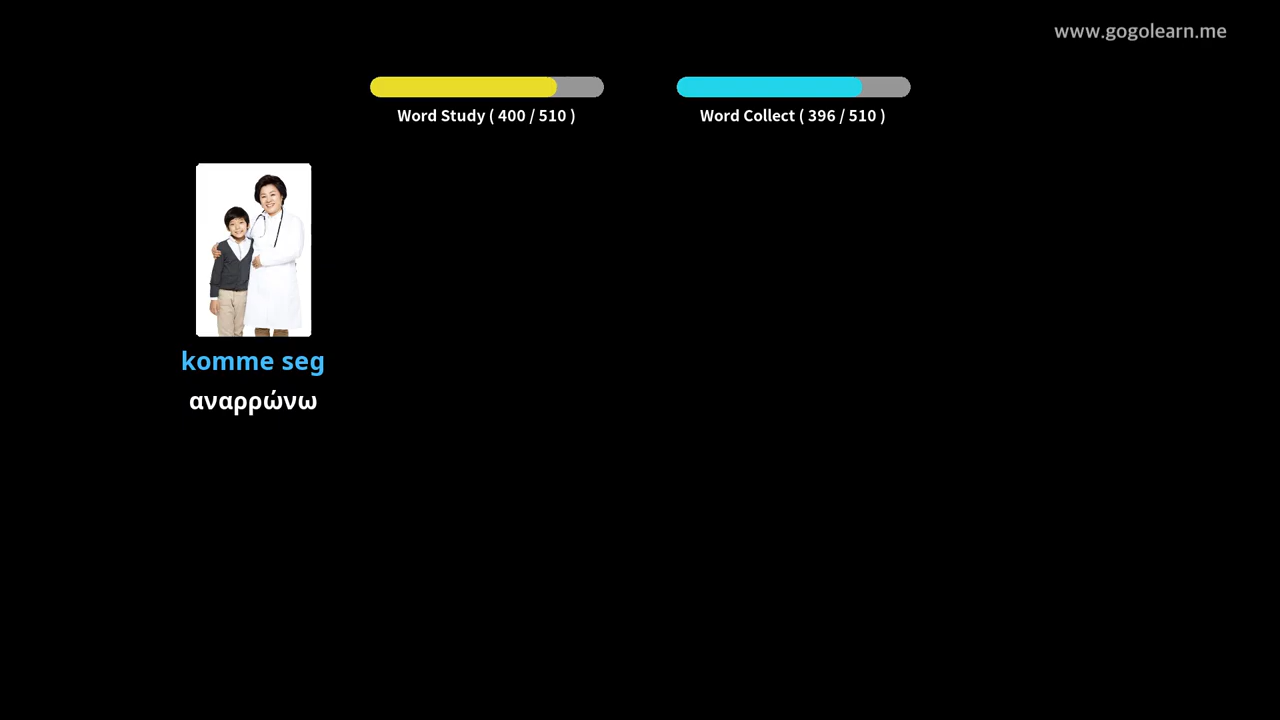 www.gogolearn.me
Word Study ( 400 / 510 )
Word Collect ( 396 / 510 )
komme seg
αναρρώνω